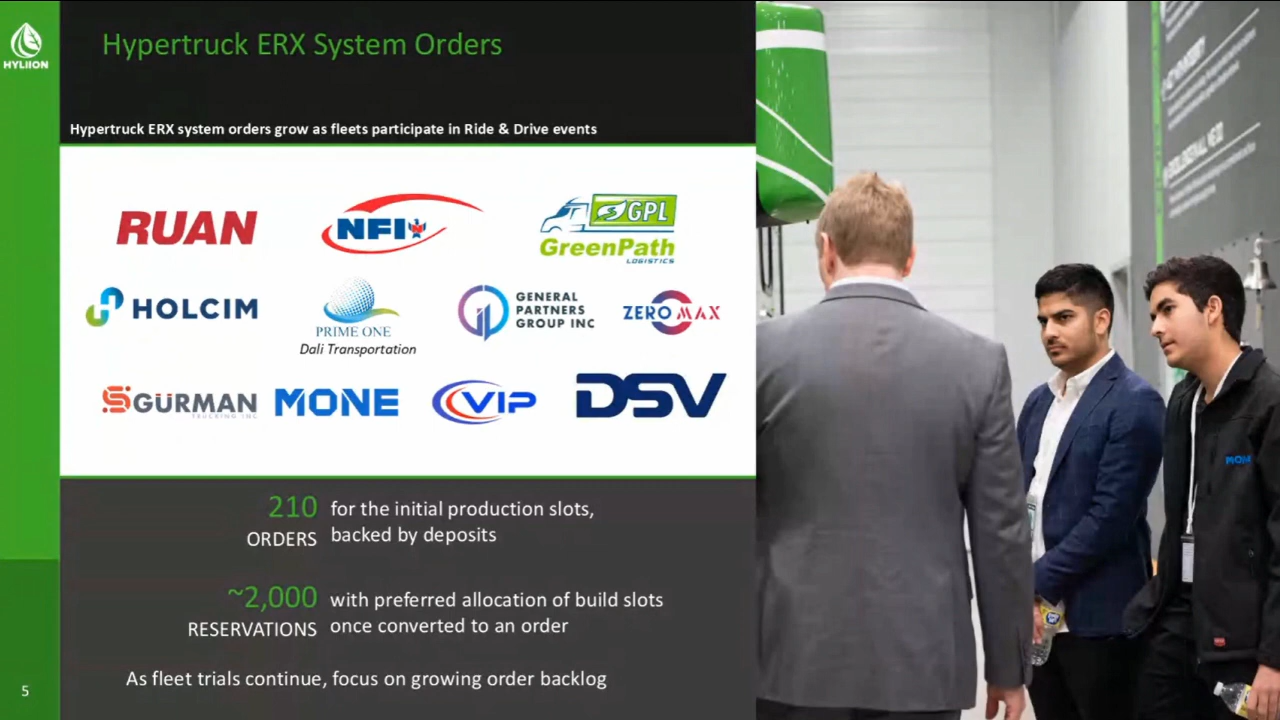 HYLIION
Hypertruck ERX System Orders
Hypertruck ERX system orders grow as fleets participate in Ride & Drive events
RUAN
NFI
GPL
GreenPath
LOGISTICS
HOLCIM
PRIME ONE
Dali Transportation
GENERAL
PARTNERS
GROUP INC
ZEROMAX
GÜRMAN
TRUCKING INC
MONE
VIP
DSV
210
ORDERS
for the initial production slots,
backed by deposits
~2,000
RESERVATIONS
with preferred allocation of build slots
once converted to an order
As fleet trials continue, focus on growing order backlog
5